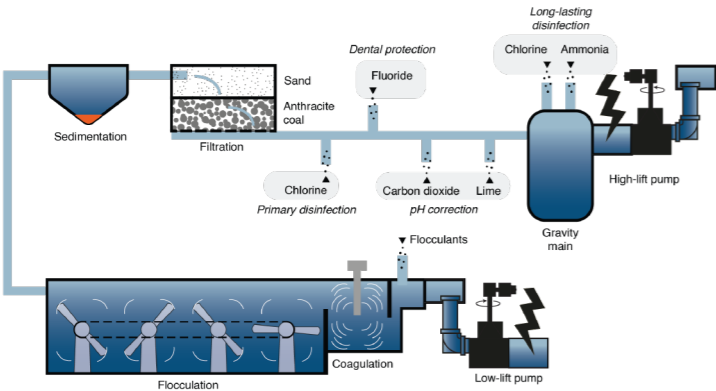 Long-lasting
disinfection
Chlorine Ammonia
Dental protection
Fluoride
Sand
Anthracite
coal
Sedimentation
Filtration
Chlorine
Primary disinfection
Carbon dioxide Lime
pH correction
High-lift pump
Gravity
main
Flocculants
Coagulation
Flocculation
Low-lift pump